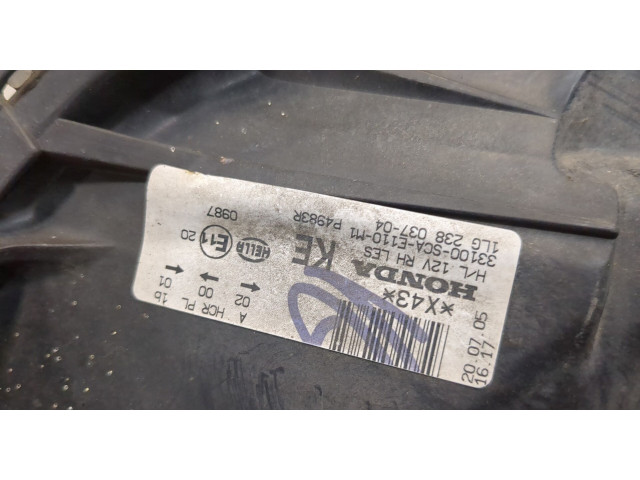 *X43*
HONDA KE
H/L 12V RH LES
33100-SCA-E110-M1 P4983R
1LG 238 037-04 0987
20.07.05
16.17
A HCR PL 1b
02 00 01
HELLA E11 20